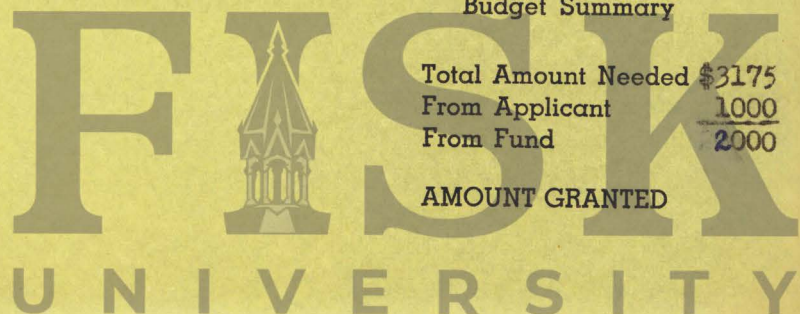 Budget Summary
Total Amount Needed $3175
From Applicant 1000
From Fund 2000
AMOUNT GRANTED
FISK
UNIVERSITY